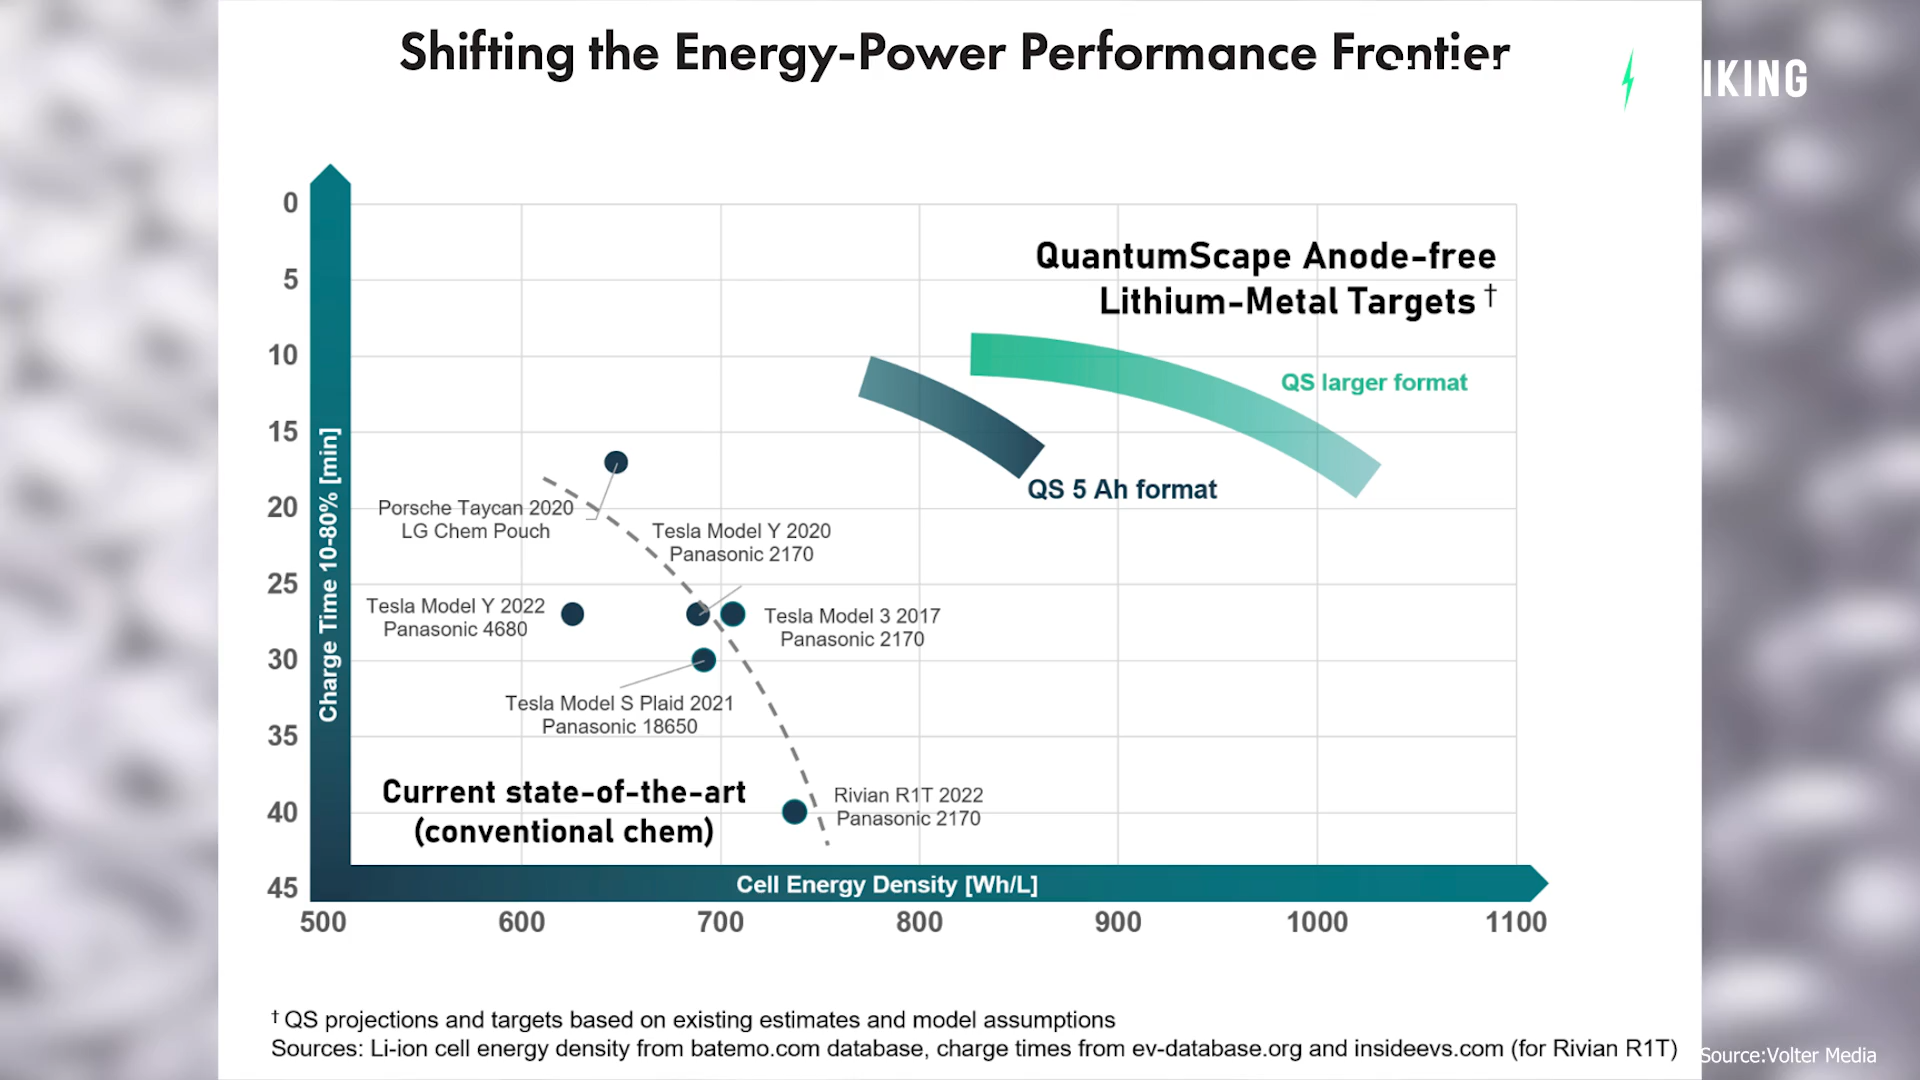 Shifting the Energy-Power Performance Frontier
IKING
0
5
10
15
20
25
30
35
40
45
Charge Time 10-80% [min]
QuantumScape Anode-free
Lithium-Metal Targets †
QS larger format
QS 5 Ah format
Porsche Taycan 2020
LG Chem Pouch
Tesla Model Y 2020
Panasonic 2170
Tesla Model Y 2022
Panasonic 4680
Tesla Model 3 2017
Panasonic 2170
Tesla Model S Plaid 2021
Panasonic 18650
Current state-of-the-art
(conventional chem)
Rivian R1T 2022
Panasonic 2170
Cell Energy Density [Wh/L]
500 600 700 800 900 1000 1100
† QS projections and targets based on existing estimates and model assumptions
Sources: Li-ion cell energy density from batemo.com database, charge times from ev-database.org and insideevs.com (for Rivian R1T)
Source:Volter Media